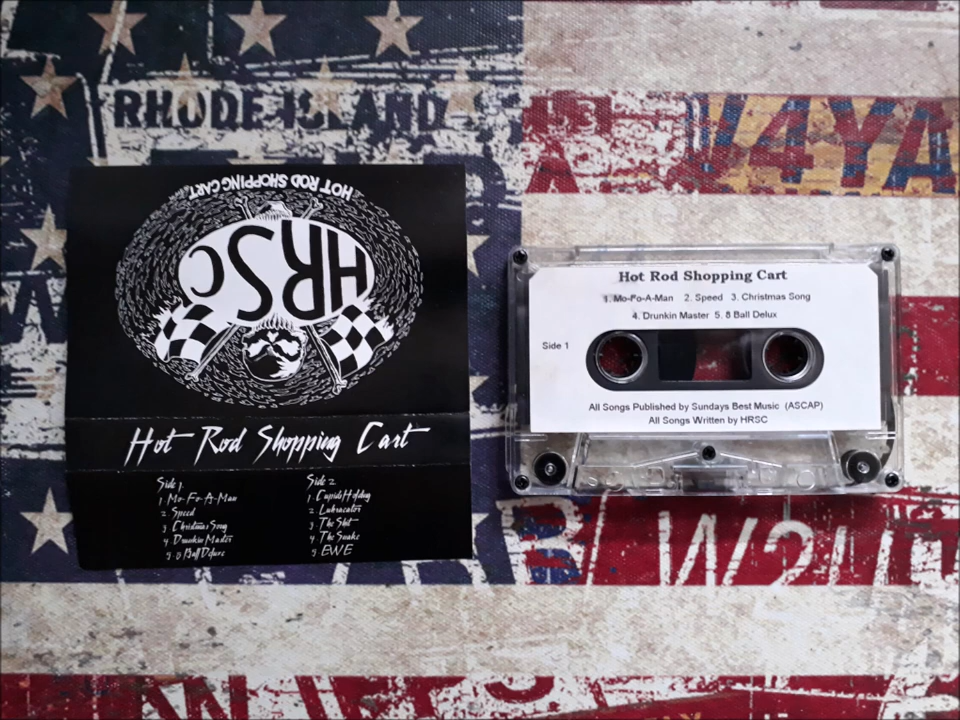 RHODE ISLAND
V4YA
HOT ROD SHOPPING CART
HRSC
Hot Rod Shopping Cart
Side 1.
1. Mo-Fo-A-Man
2. Speed
3. Christmas Song
4. Drunkin Master
5. 8 Ball Deluxe
Side 2
1. Cupids Holding
2. Lubracator
3. The Shit
4. The Snake
5. EWE
Hot Rod Shopping Cart
1. Mo-Fo-A-Man 2. Speed 3. Christmas Song
4. Drunkin Master 5. 8 Ball Delux
Side 1
All Songs Published by Sundays Best Music (ASCAP)
All Songs Written by HRSC